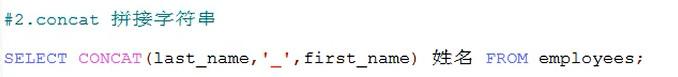 #2.concat 拼接字符串
SELECT CONCAT(last_name,'_',first_name) 姓名 FROM employees;